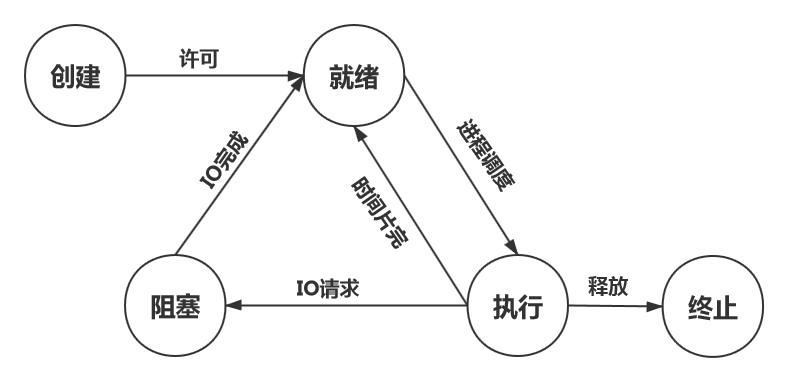 许可
创建
就绪
进程调度
IO完成
时间片完
IO请求
释放
阻塞
执行
终止